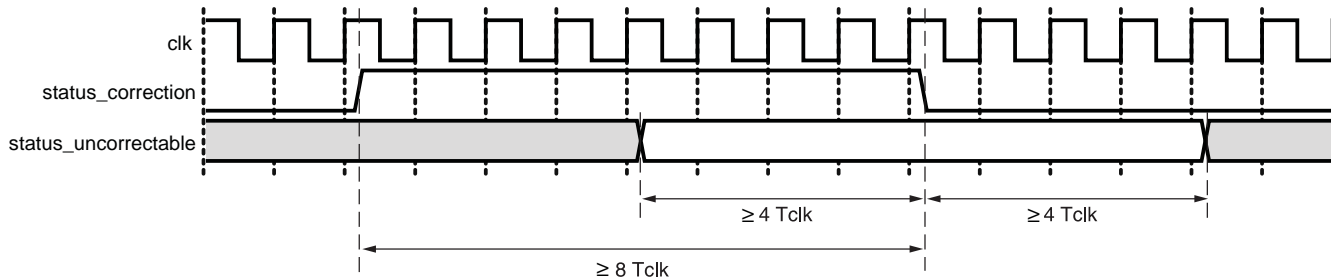 clk
status_correction
status_uncorrectable
≥ 4 Tclk
≥ 4 Tclk
≥ 8 Tclk